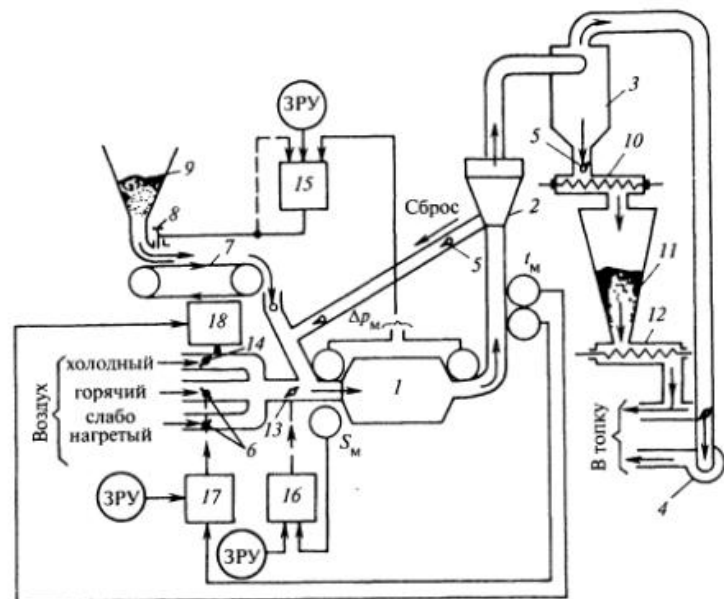 ЗРУ
3
5
10
9
15
8
Сброс
2
7
5
tм
11
18
Δpм
12
14
холодный
горячий
слабо
нагретый
Воздух
6
13
1
Sм
В топку
4
ЗРУ
17
16
ЗРУ